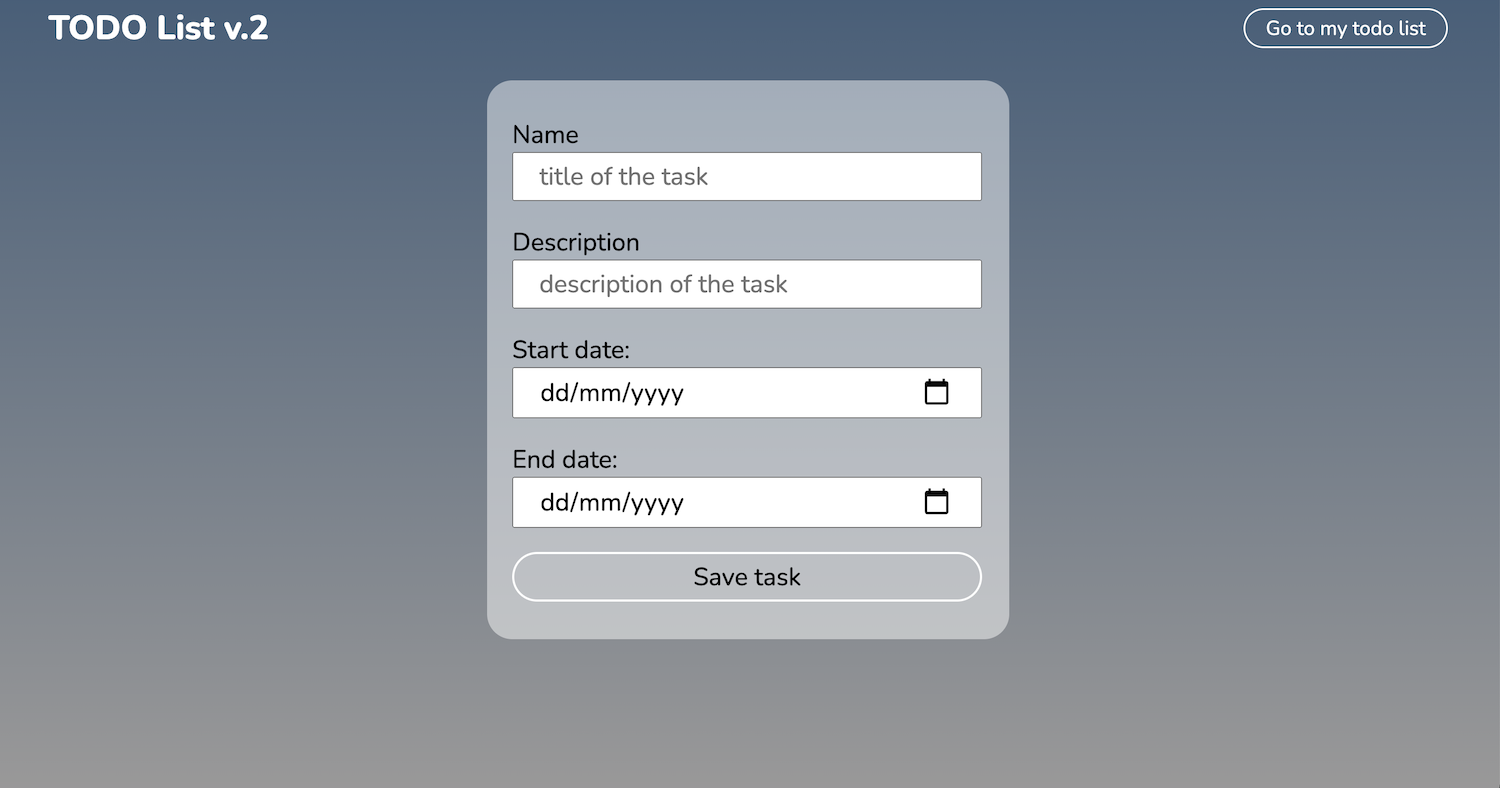 TODO List v.2
Go to my todo list
Name
title of the task
Description
description of the task
Start date:
dd/mm/yyyy
End date:
dd/mm/yyyy
Save task